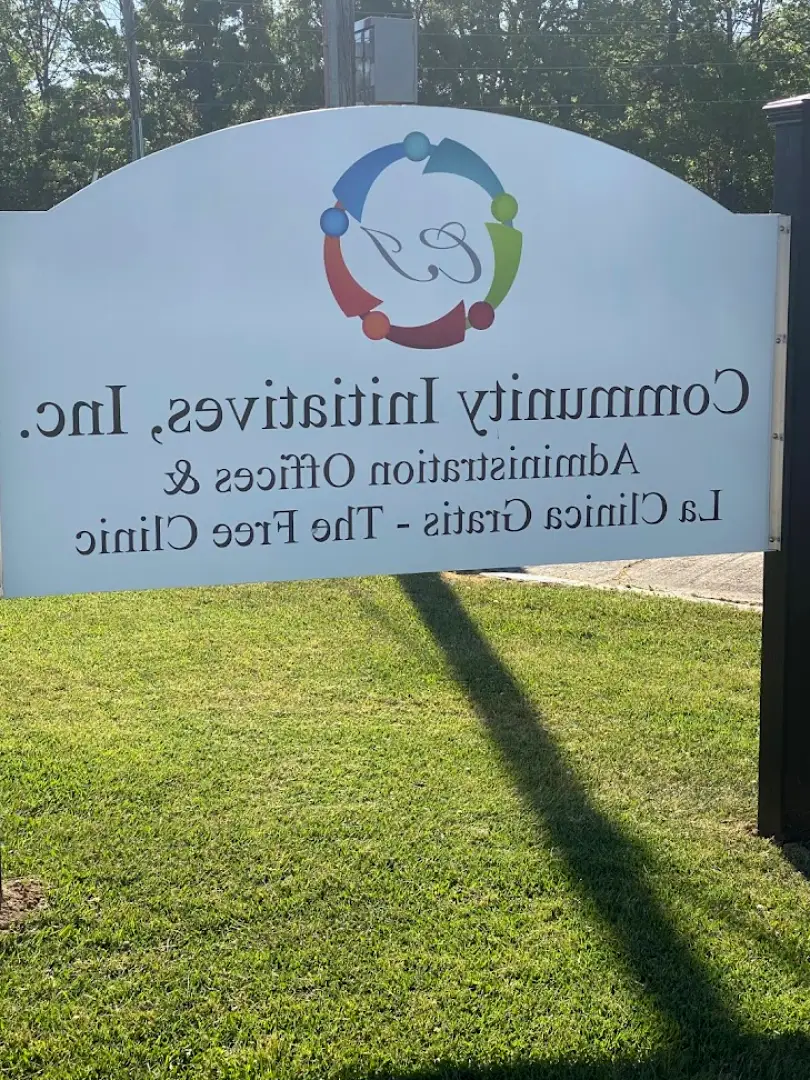 CI
Community Initiatives, Inc.
Administration Offices &
La Clinica Gratis - The Free Clinic